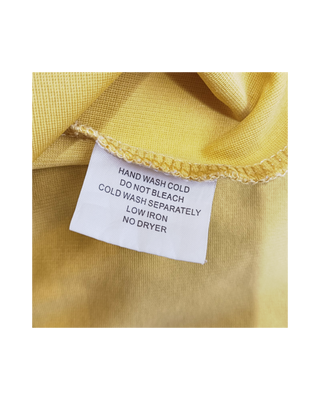 HAND WASH COLD
DO NOT BLEACH
COLD WASH SEPARATELY
LOW IRON
NO DRYER